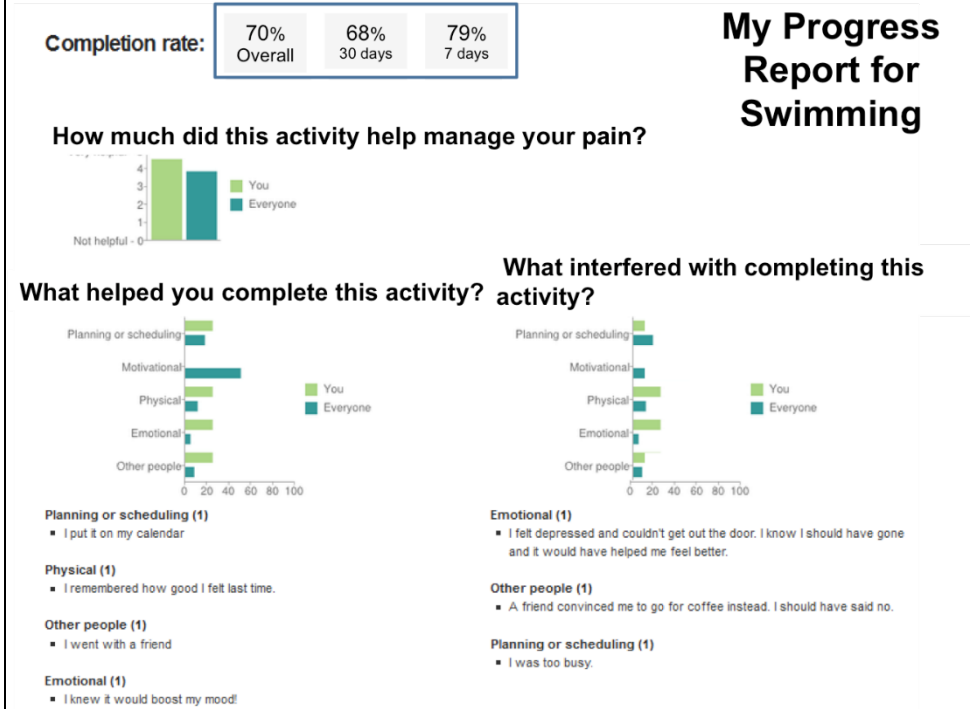 Completion rate:
70%
Overall
68%
30 days
79%
7 days
My Progress
Report for
Swimming
How much did this activity help manage your pain?
4
3
2
1
Not helpful - 0
You
Everyone
What helped you complete this activity?
Planning or scheduling
Motivational
Physical
Emotional
Other people
0 20 40 60 80 100
You
Everyone
Planning or scheduling (1)
▪ I put it on my calendar
Physical (1)
▪ I remembered how good I felt last time.
Other people (1)
▪ I went with a friend
Emotional (1)
▪ I knew it would boost my mood!
What interfered with completing this
activity?
Planning or scheduling
Motivational
Physical
Emotional
Other people
0 20 40 60 80 100
You
Everyone
Emotional (1)
▪ I felt depressed and couldn't get out the door. I know I should have gone
and it would have helped me feel better.
Other people (1)
▪ A friend convinced me to go for coffee instead. I should have said no.
Planning or scheduling (1)
▪ I was too busy.